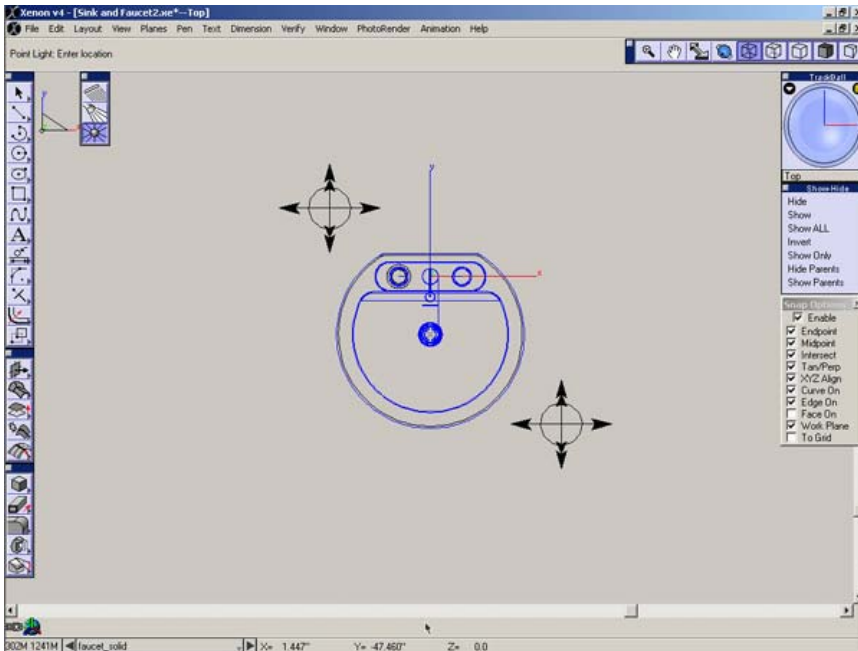 Xenon v4 - [Sink and Faucet2.xe*--Top]
File Edit Layout View Planes Pen Text Dimension Verify Window PhotoRender Animation Help
Point Light: Enter location
TrackBall
y
x
Top
Show Hide
Hide
Show
Show ALL
Invert
Show Only
Hide Parents
Show Parents
Snap Options
Enable
Endpoint
Midpoint
Intersect
Tan/Perp
XYZ Align
Curve On
Edge On
Face On
Work Plane
To Grid
y
x
A
002M 1241M faucet_solid X= 1.447" Y= -47.460" Z= 0.0